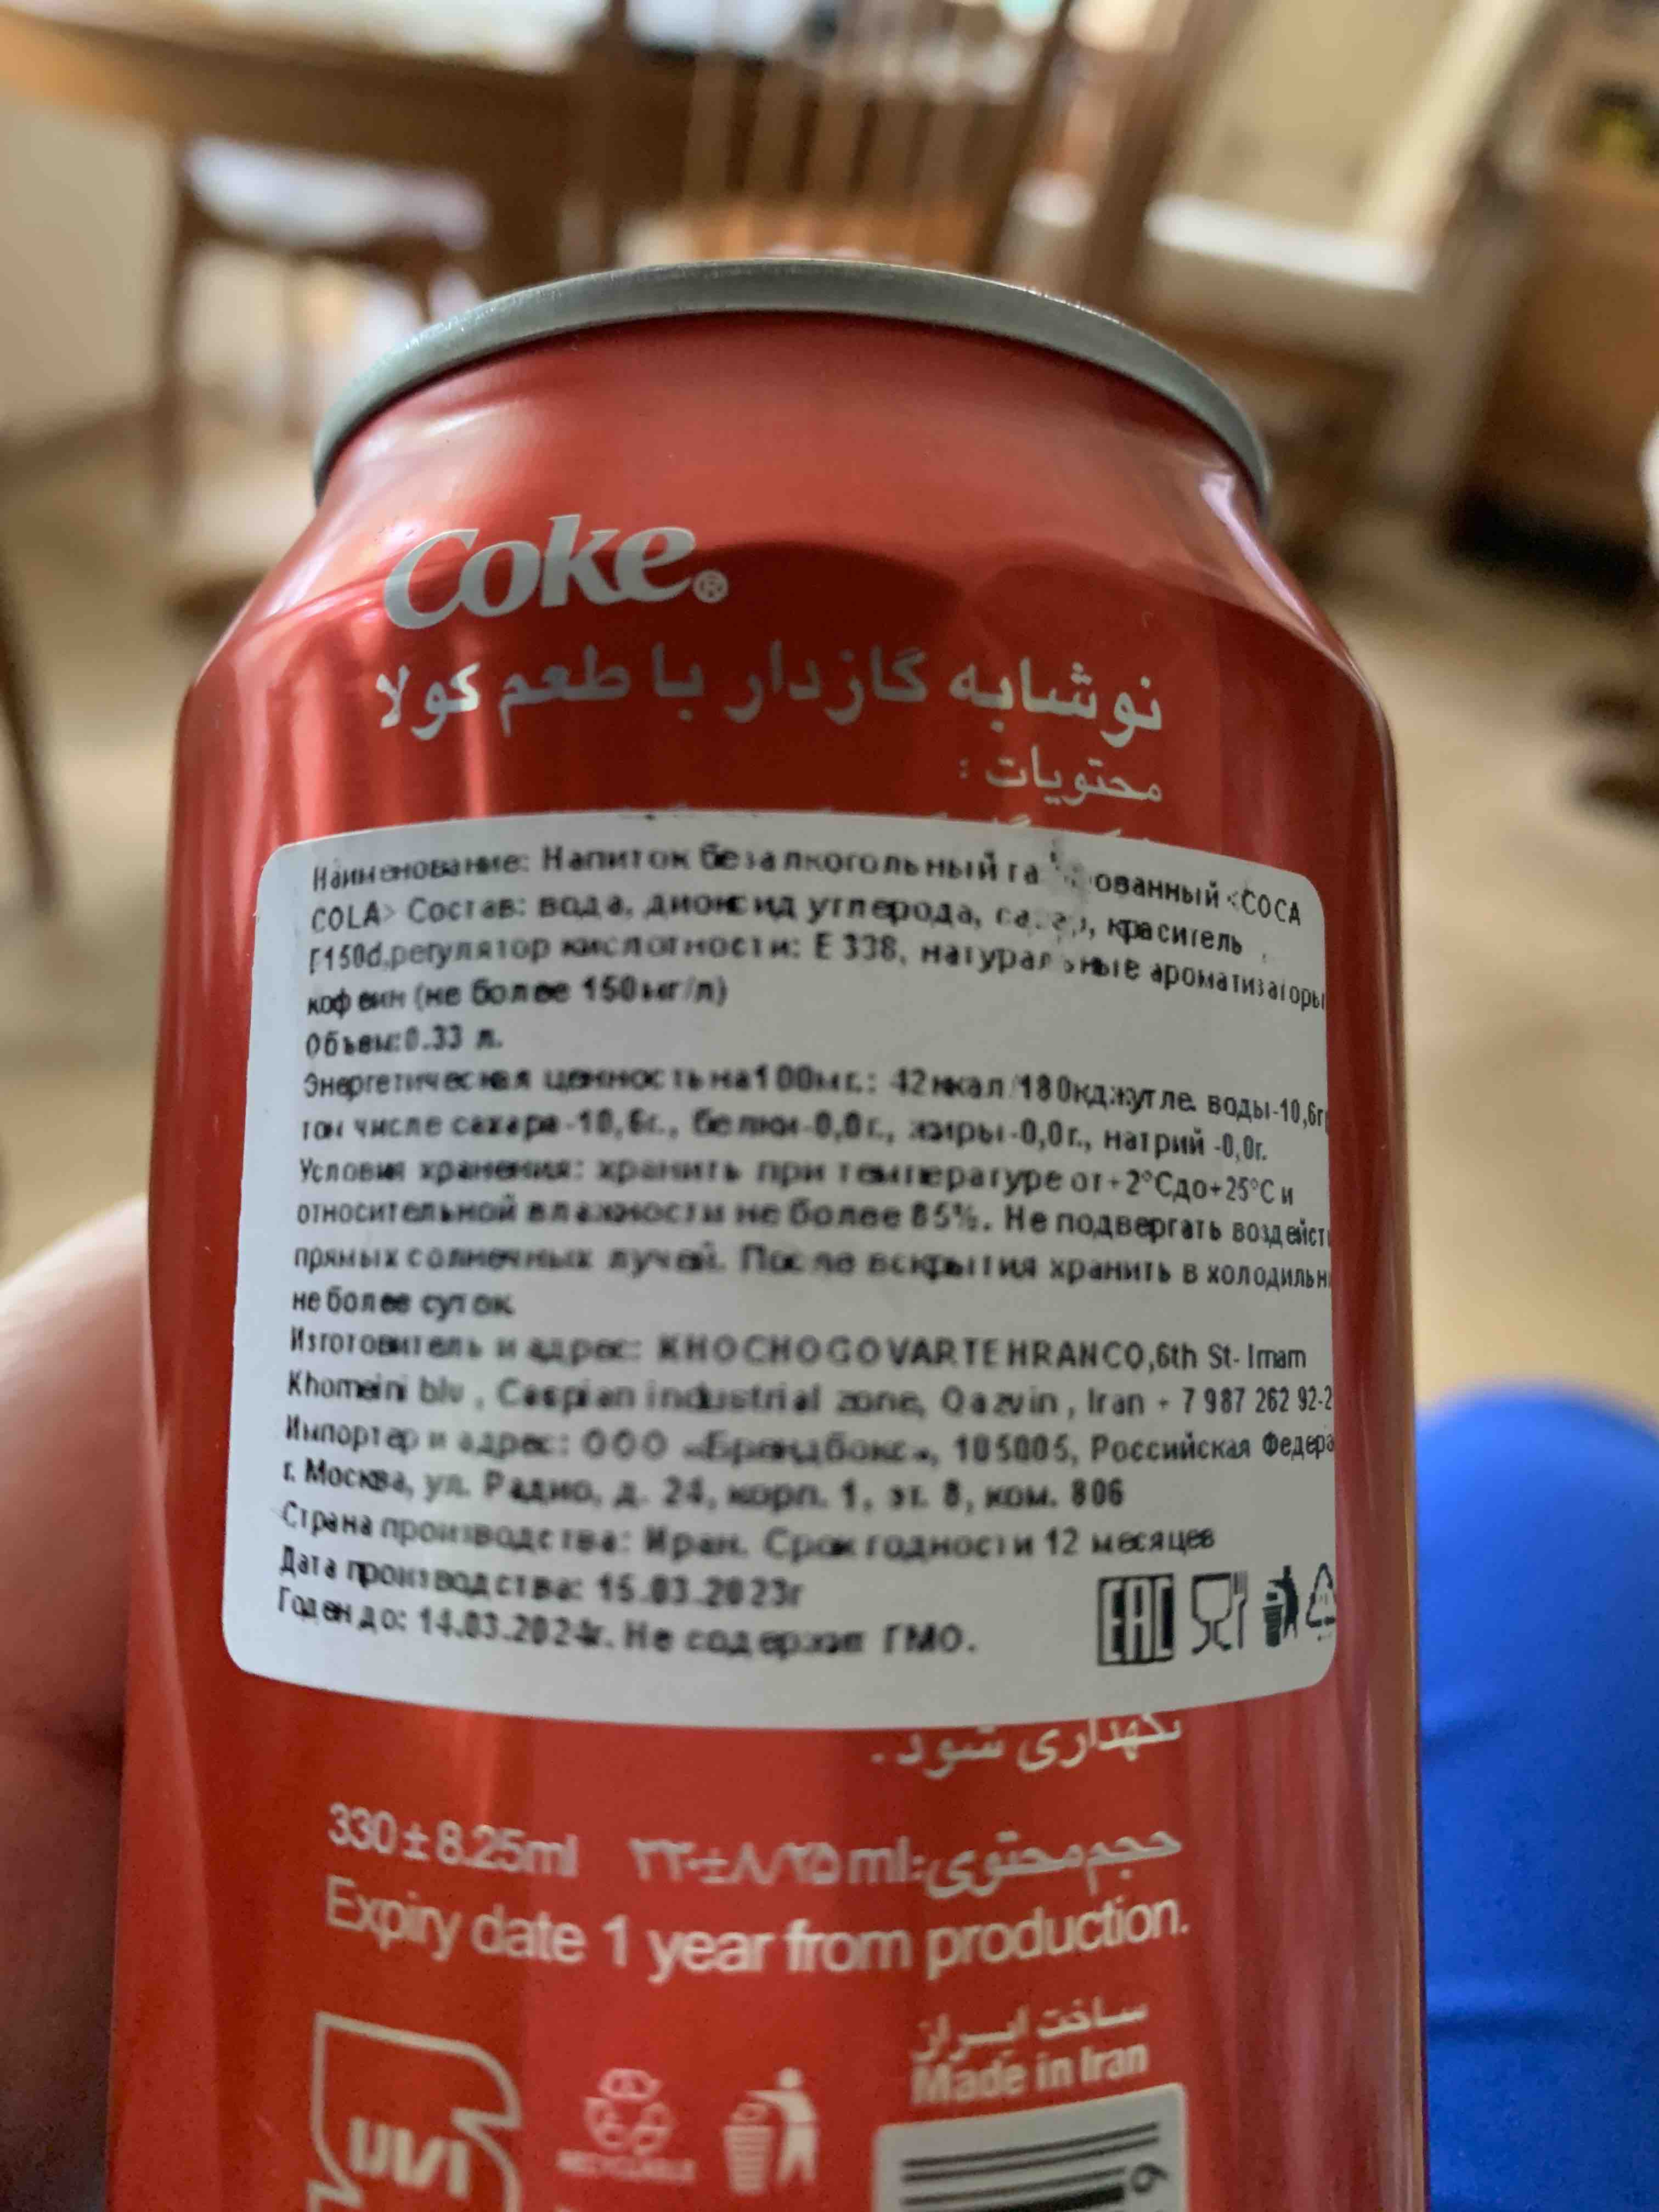 Coke®
نوشابه گازدار با طعم کولا
محتویات :
Наименование: Напиток безалкогольный <COCA
COLA> Состав: вода, диоксид углерода, краситель
E150d,регулятор кислотности: E 338, натуральные ароматизаторы
кофеин (не более 150мг/л)
Объем:0.33 л.
Энергетическая ценность на100мг.: 42ккал/180кдж углеводы-10,6г
том числе сахара-10,6г., белки-0,0г., жиры-0,0г., натрий -0,0г.
Условия хранения: хранить при температуре от+2°Cдо+25°C и
относительной влажности не более 85%. Не подвергать воздейст
прямых солнечных лучей. После вскрытия хранить в холодильн
не более суток
Изготовитель и адрес: KHOCHOGOVARTEHRANCO,6th St- Imam
Khomeini blv , Caspian industrial zone, Qazvin , Iran + 7 987 262 92-2
Импортер и адрес: ООО «Брендбокс», 105005, Российская Федера
г. Москва, ул. Радио, д. 24, корп. 1, эт. 8, ком. 806
Страна производства: Иран. Срок годности 12 месяцев
Дата производства: 15.03.2023г
Годен до: 14.03.2024г. Не содержит ГМО.
EAC
نگهداری شود.
330±8.25ml ۳۳۰±۸/۲۵ml:حجم محتوی
Expiry date 1 year from production.
ساخت ایران
Made in Iran
RECYCLABLE
6